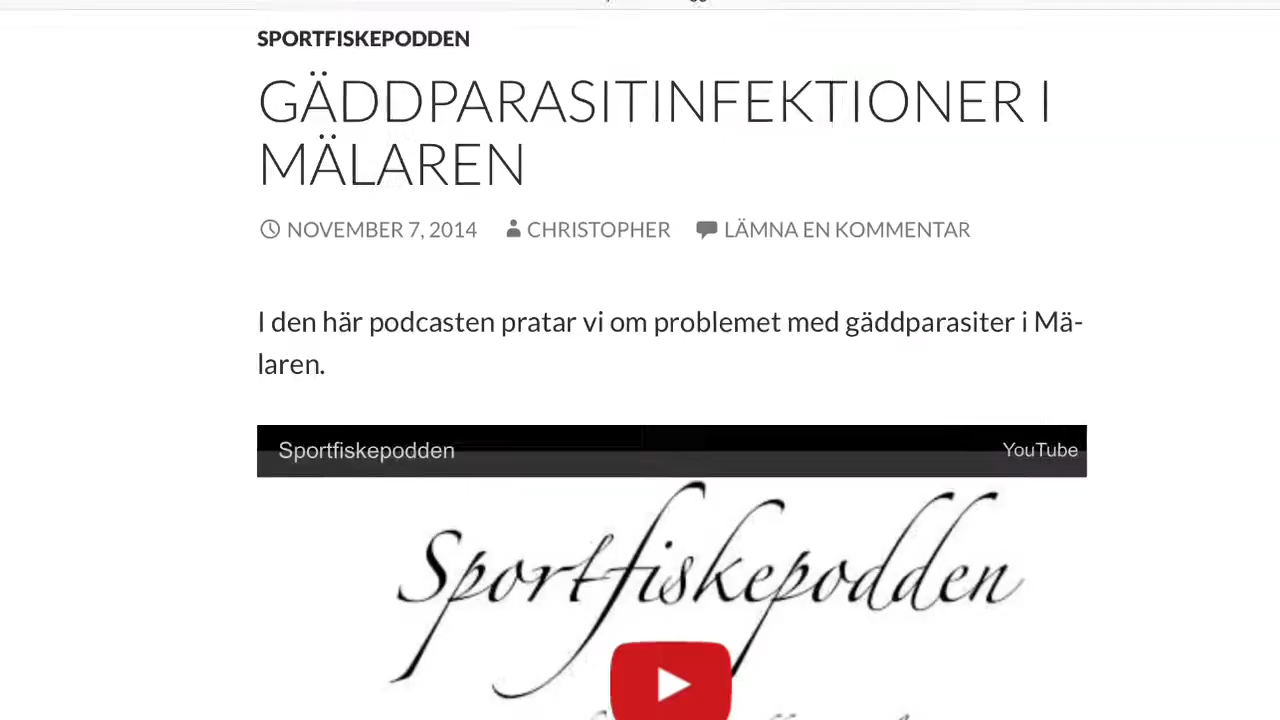 SPORTFISKEPODDEN
GÄDDPARASITINFEKTIONER I
MÄLAREN
NOVEMBER 7, 2014 CHRISTOPHER LÄMNA EN KOMMENTAR
I den här podcasten pratar vi om problemet med gäddparasiter i Mä-
laren.
Sportfiskepodden YouTube
Sportfiskepodden